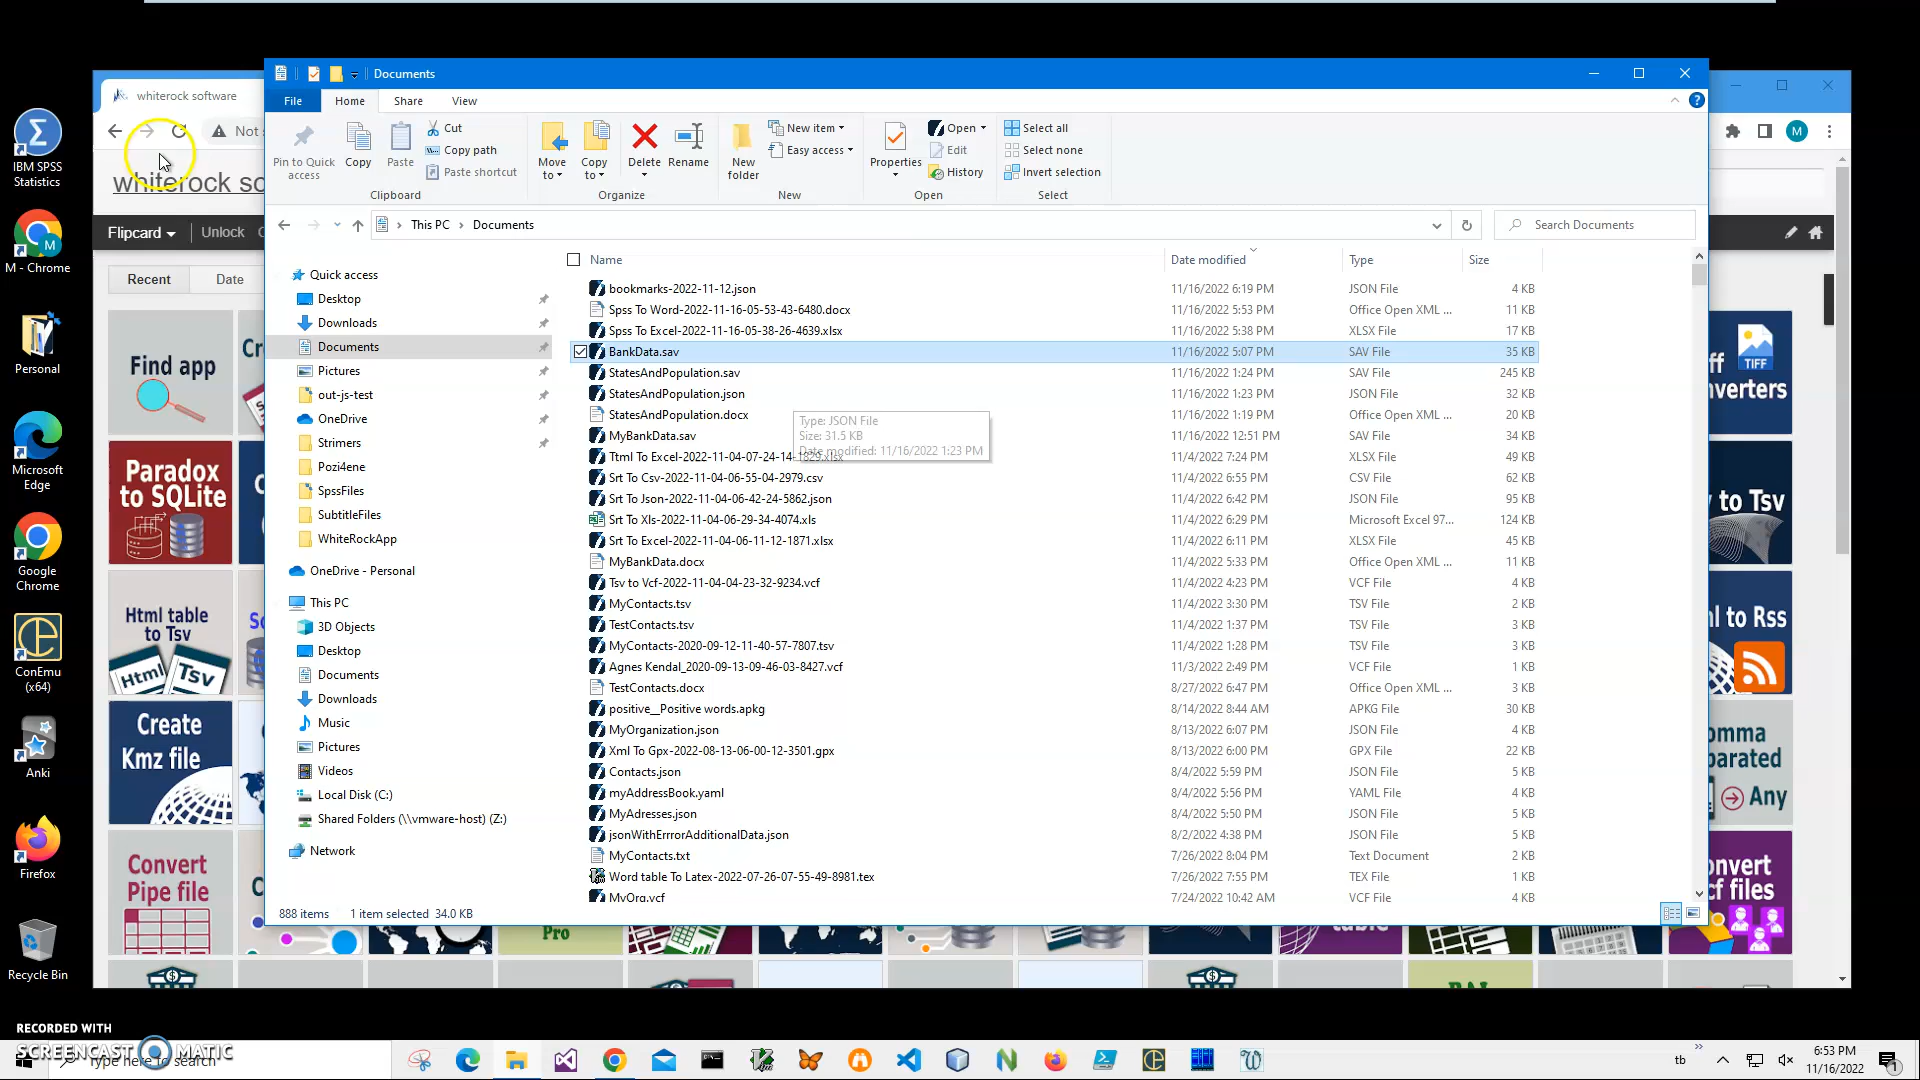 IBM SPSS
Statistics
M - Chrome
Personal
Microsoft
Edge
Google
Chrome
ConEmu
(x64)
Anki
Firefox
Recycle Bin
whiterock software
Not
whiterock so
Flipcard
Unlock
Recent
Date
Find app
Paradox
to SQLite
Html table
to Tsv
Html
Tsv
Create
Kmz file
Convert
Pipe file
Documents
File
Home
Share
View
Pin to Quick
access
Copy
Paste
Cut
Copy path
Paste shortcut
Clipboard
Move
to
Copy
to
Delete
Rename
Organize
New
folder
New item
Easy access
New
Properties
Open
Edit
History
Open
Select all
Select none
Invert selection
Select
This PC
Documents
Search Documents
Quick access
Desktop
Downloads
Documents
Pictures
out-js-test
OneDrive
Strimers
Pozi4ene
SpssFiles
SubtitleFiles
WhiteRockApp
OneDrive - Personal
This PC
3D Objects
Desktop
Documents
Downloads
Music
Pictures
Videos
Local Disk (C:)
Shared Folders (\\vmware-host) (Z:)
Network
Name Date modified Type Size
bookmarks-2022-11-12.json 11/16/2022 6:19 PM JSON File 4 KB
Spss To Word-2022-11-16-05-53-43-6480.docx 11/16/2022 5:53 PM Office Open XML ... 11 KB
Spss To Excel-2022-11-16-05-38-26-4639.xlsx 11/16/2022 5:38 PM XLSX File 17 KB
BankData.sav 11/16/2022 5:07 PM SAV File 35 KB
StatesAndPopulation.sav 11/16/2022 1:24 PM SAV File 245 KB
StatesAndPopulation.json 11/16/2022 1:23 PM JSON File 32 KB
StatesAndPopulation.docx 11/16/2022 1:19 PM Office Open XML ... 20 KB
MyBankData.sav 11/16/2022 12:51 PM SAV File 34 KB
Ttml To Excel-2022-11-04-07-24-14-1829.xlsx 11/4/2022 7:24 PM XLSX File 49 KB
Srt To Csv-2022-11-04-06-55-04-2979.csv 11/4/2022 6:55 PM CSV File 62 KB
Srt To Json-2022-11-04-06-42-24-5862.json 11/4/2022 6:42 PM JSON File 95 KB
Srt To Xls-2022-11-04-06-29-34-4074.xls 11/4/2022 6:29 PM Microsoft Excel 97... 124 KB
Srt To Excel-2022-11-04-06-11-12-1871.xlsx 11/4/2022 6:11 PM XLSX File 45 KB
MyBankData.docx 11/4/2022 5:33 PM Office Open XML ... 11 KB
Tsv to Vcf-2022-11-04-04-23-32-9234.vcf 11/4/2022 4:23 PM VCF File 4 KB
MyContacts.tsv 11/4/2022 3:30 PM TSV File 2 KB
TestContacts.tsv 11/4/2022 1:37 PM TSV File 3 KB
MyContacts-2020-09-12-11-40-57-7807.tsv 11/4/2022 1:28 PM TSV File 3 KB
Agnes Kendal_2020-09-13-09-46-03-8427.vcf 11/3/2022 2:49 PM VCF File 1 KB
TestContacts.docx 8/27/2022 6:47 PM Office Open XML ... 3 KB
positive__Positive words.apkg 8/14/2022 8:44 AM APKG File 30 KB
MyOrganization.json 8/13/2022 6:07 PM JSON File 4 KB
Xml To Gpx-2022-08-13-06-00-12-3501.gpx 8/13/2022 6:00 PM GPX File 22 KB
Contacts.json 8/4/2022 5:59 PM JSON File 5 KB
myAddressBook.yaml 8/4/2022 5:56 PM YAML File 4 KB
MyAdresses.json 8/4/2022 5:50 PM JSON File 5 KB
jsonWithErrrorAdditionalData.json 8/2/2022 4:38 PM JSON File 5 KB
MyContacts.txt 7/26/2022 8:04 PM Text Document 2 KB
Word table To Latex-2022-07-26-07-55-49-8981.tex 7/26/2022 7:55 PM TEX File 1 KB
MyOrg.vcf 7/24/2022 10:42 AM VCF File 4 KB
Type: JSON File
Size: 31.5 KB
Date modified: 11/16/2022 1:23 PM
888 items 1 item selected 34.0 KB
M
TIFF
iff
nverters
to Tsv
l to Rss
omma
parated
Any
onvert
cf files
Pro
RECORDED WITH
SCREENCAST MATIC
Type here to search
tb
6:53 PM
11/16/2022
1